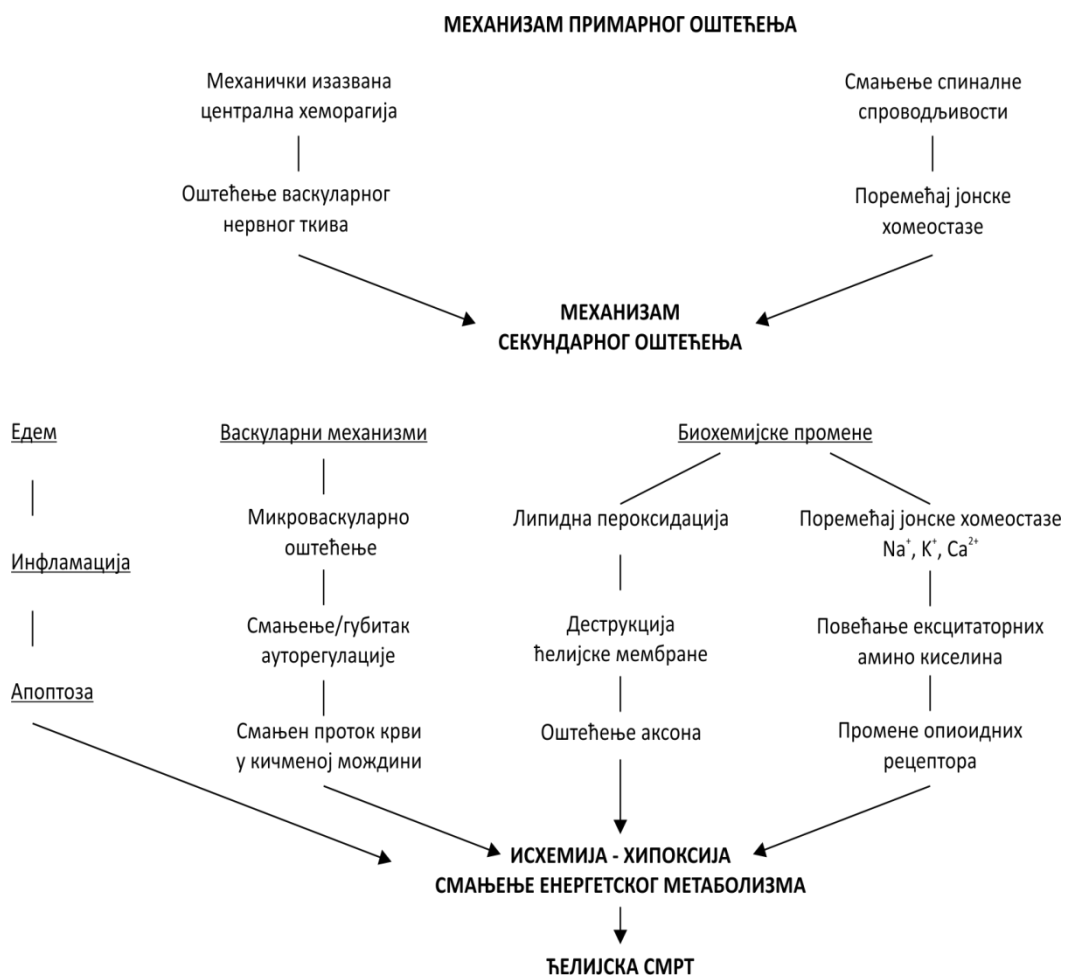 МЕХАНИЗАМ ПРИМАРНОГ ОШТЕЋЕЊА
Механички изазвана
централна хеморагија
Смањење спиналне
спроводљивости
Оштећење васкуларног
нервног ткива
Поремећај јонске
хомеостазе
МЕХАНИЗАМ
СЕКУНДАРНОГ ОШТЕЋЕЊА
Едем
Васкуларни механизми
Биохемијске промене
Микроваскуларно
оштећење
Липидна пероксидација
Поремећај јонске хомеостазе
Na⁺, K⁺, Ca²⁺
Инфламација
Смањење/губитак
ауторегулације
Деструкција
ћелијске мембране
Повећање ексцитаторних
амино киселина
Апоптоза
Смањен проток крви
у кичменој мождини
Оштећење аксона
Промене опиоидних
рецептора
ИСХЕМИЈА - ХИПОКСИЈА
СМАЊЕЊЕ ЕНЕРГЕТСКОГ МЕТАБОЛИЗМА
ЋЕЛИЈСКА СМРТ